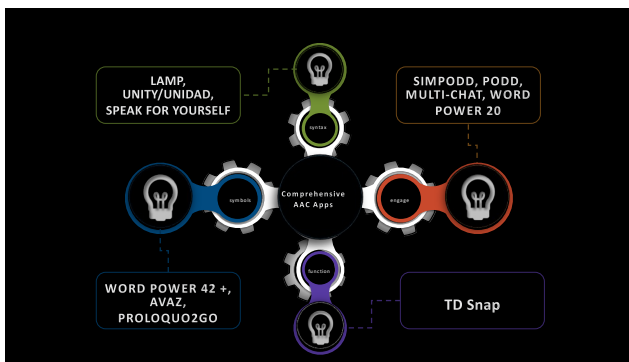 LAMP,
UNITY/UNIDAD,
SPEAK FOR YOURSELF
SIMPODD, PODD,
MULTI-CHAT, WORD
POWER 20
syntax
symbols
Comprehensive
AAC Apps
engage
function
WORD POWER 42 +,
AVAZ,
PROLOQUO2GO
TD Snap